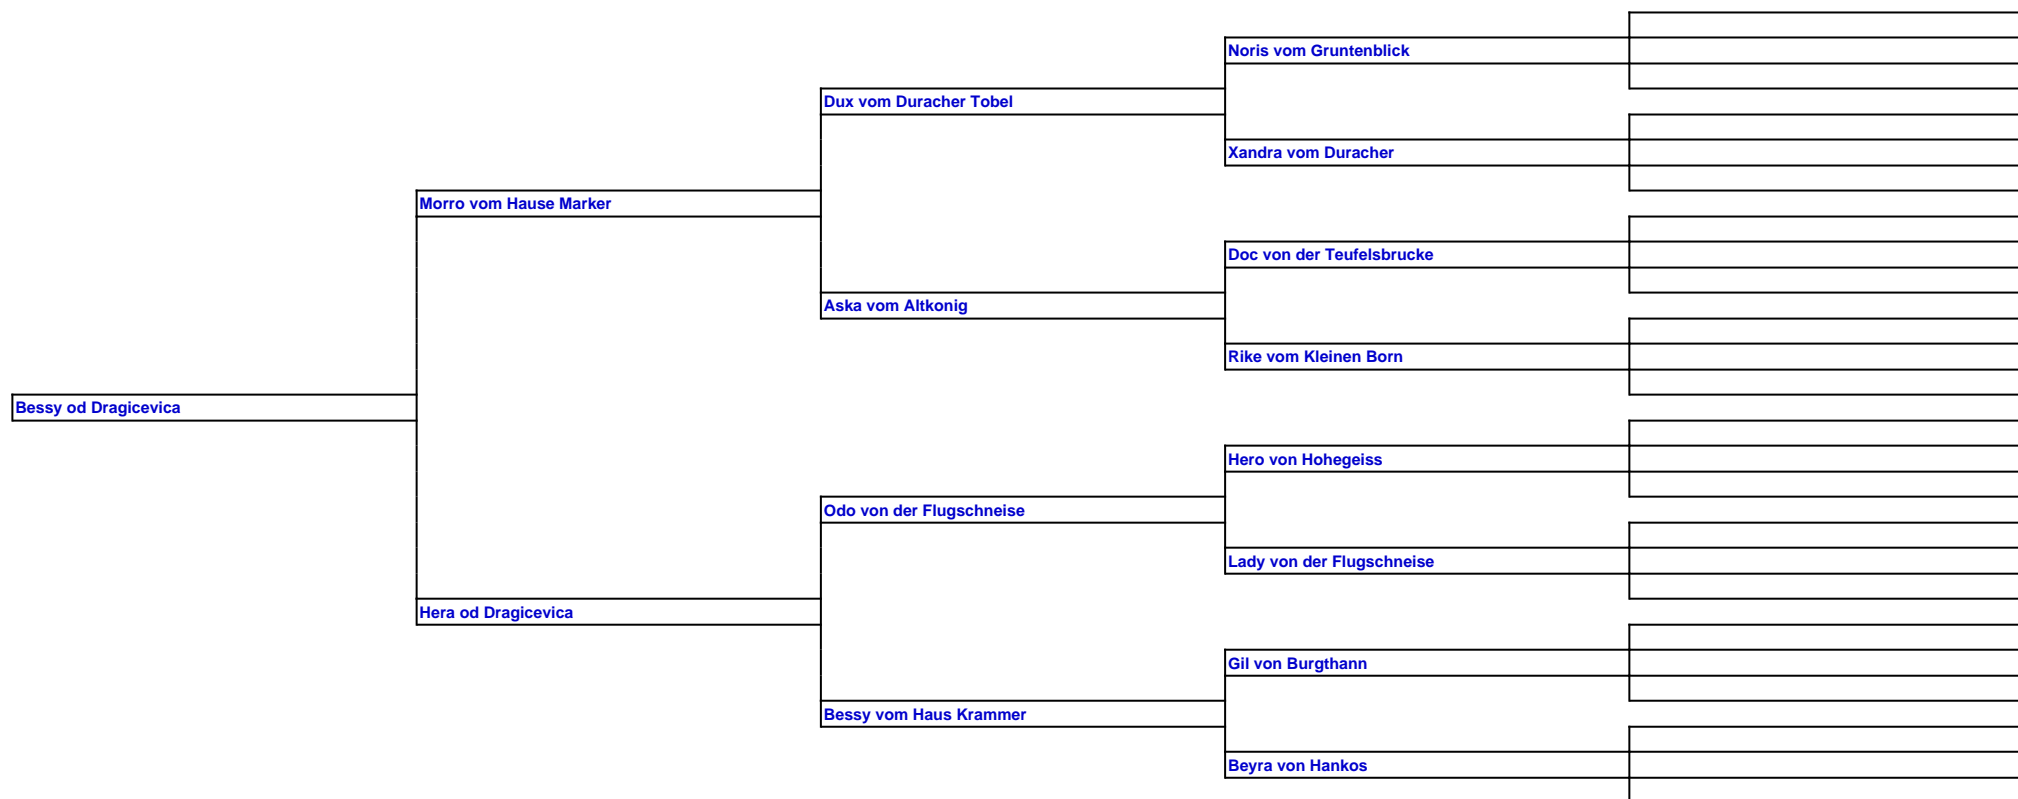 Noris vom Gruntenblick
Dux vom Duracher Tobel
Xandra vom Duracher
Morro vom Hause Marker
Doc von der Teufelsbrucke
Aska vom Altkonig
Rike vom Kleinen Born
Bessy od Dragicevica
Hero von Hohegeiss
Odo von der Flugschneise
Lady von der Flugschneise
Hera od Dragicevica
Gil von Burgthann
Bessy vom Haus Krammer
Beyra von Hankos